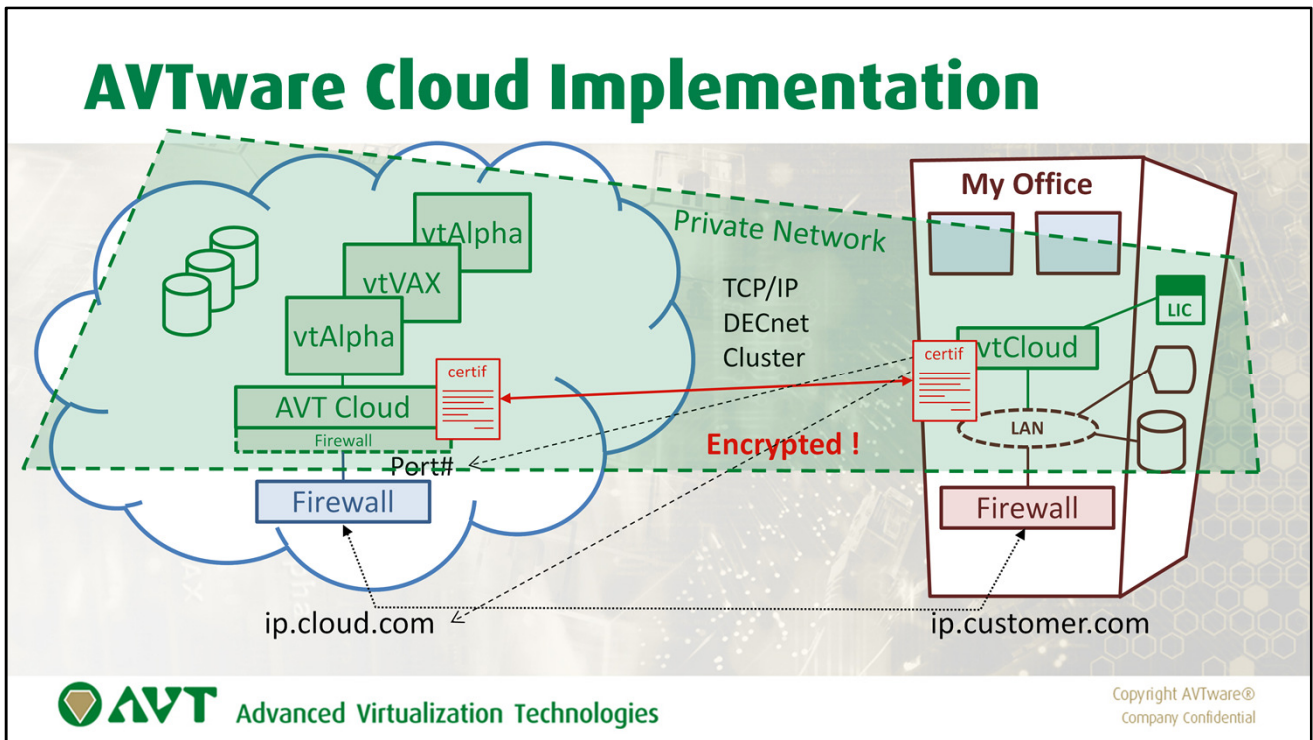 AVTware Cloud Implementation
My Office
Private Network
vtAlpha
vtVAX
vtAlpha
TCP/IP
DECnet
Cluster
LIC
vtCloud
certif
certif
AVT Cloud
Firewall
LAN
Encrypted !
Port#
Firewall
Firewall
ip.cloud.com
ip.customer.com
AVT Advanced Virtualization Technologies
Copyright AVTware®
Company Confidential